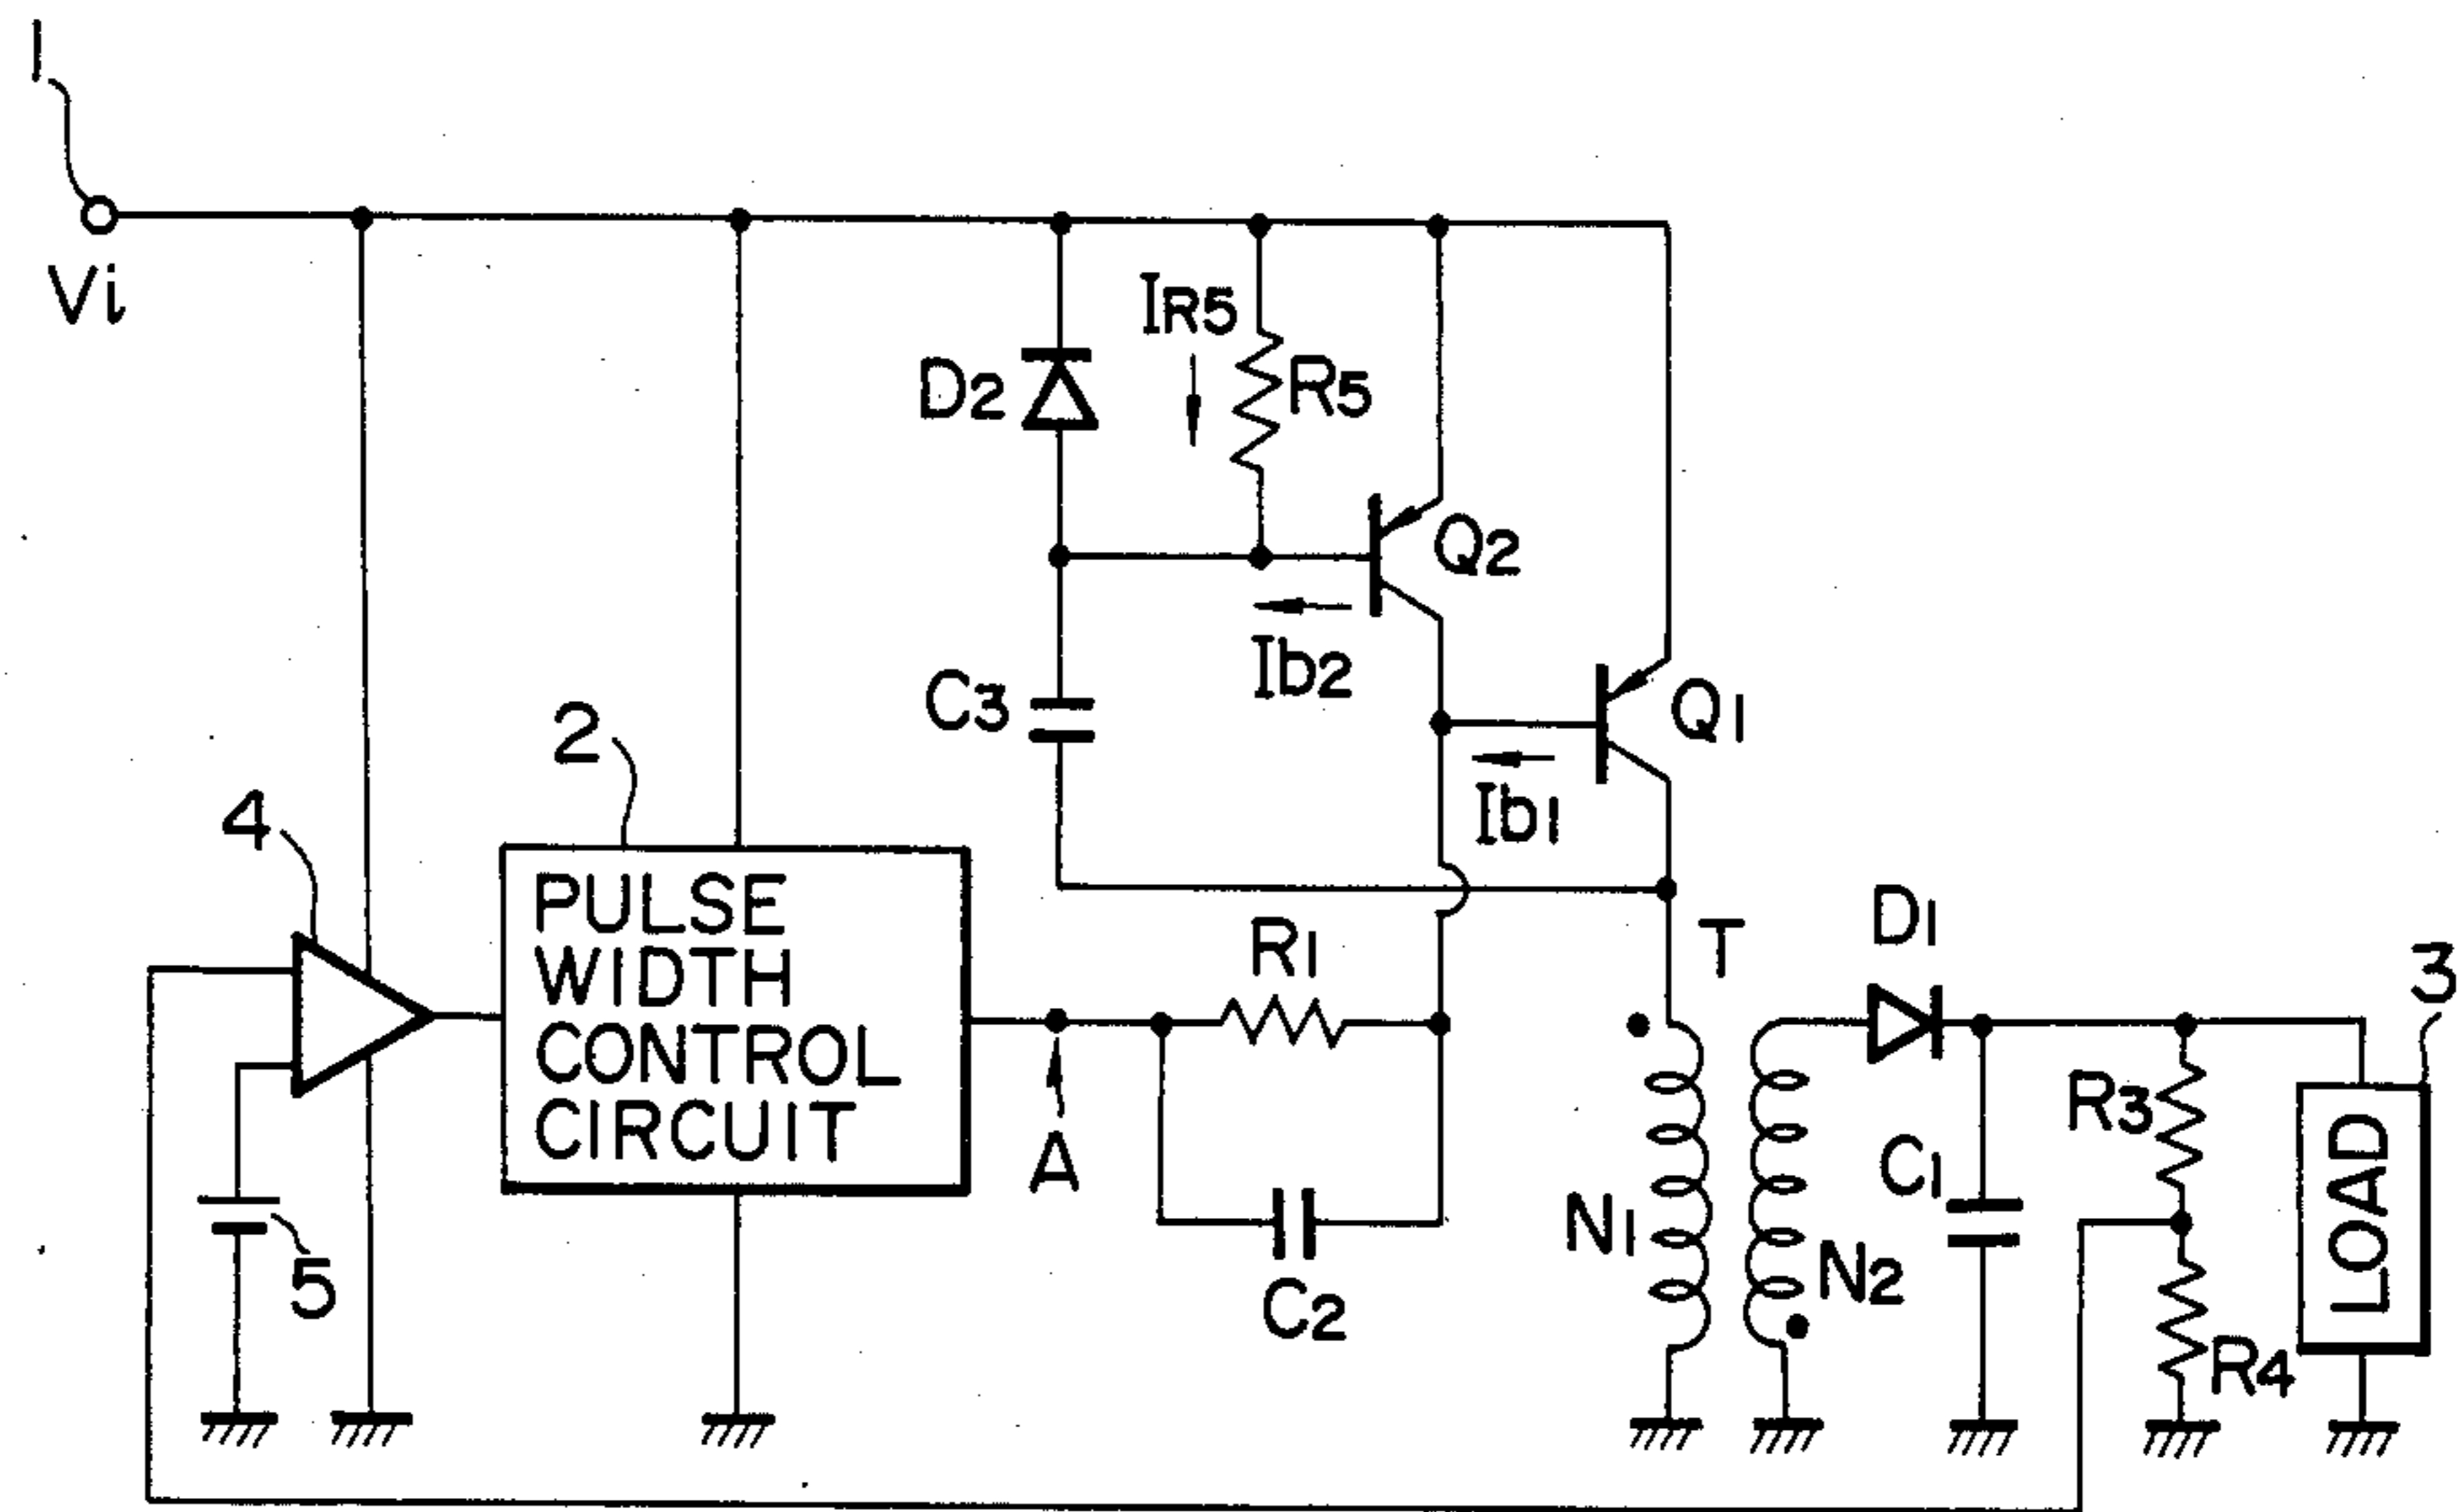 1
Vi
IR5
D2
R5
Q2
Ib2
C3
Q1
2
Ib1
4
PULSE
WIDTH
CONTROL
CIRCUIT
R1
T
D1
3
A
R3
C1
LOAD
N1
N2
5
C2
R4